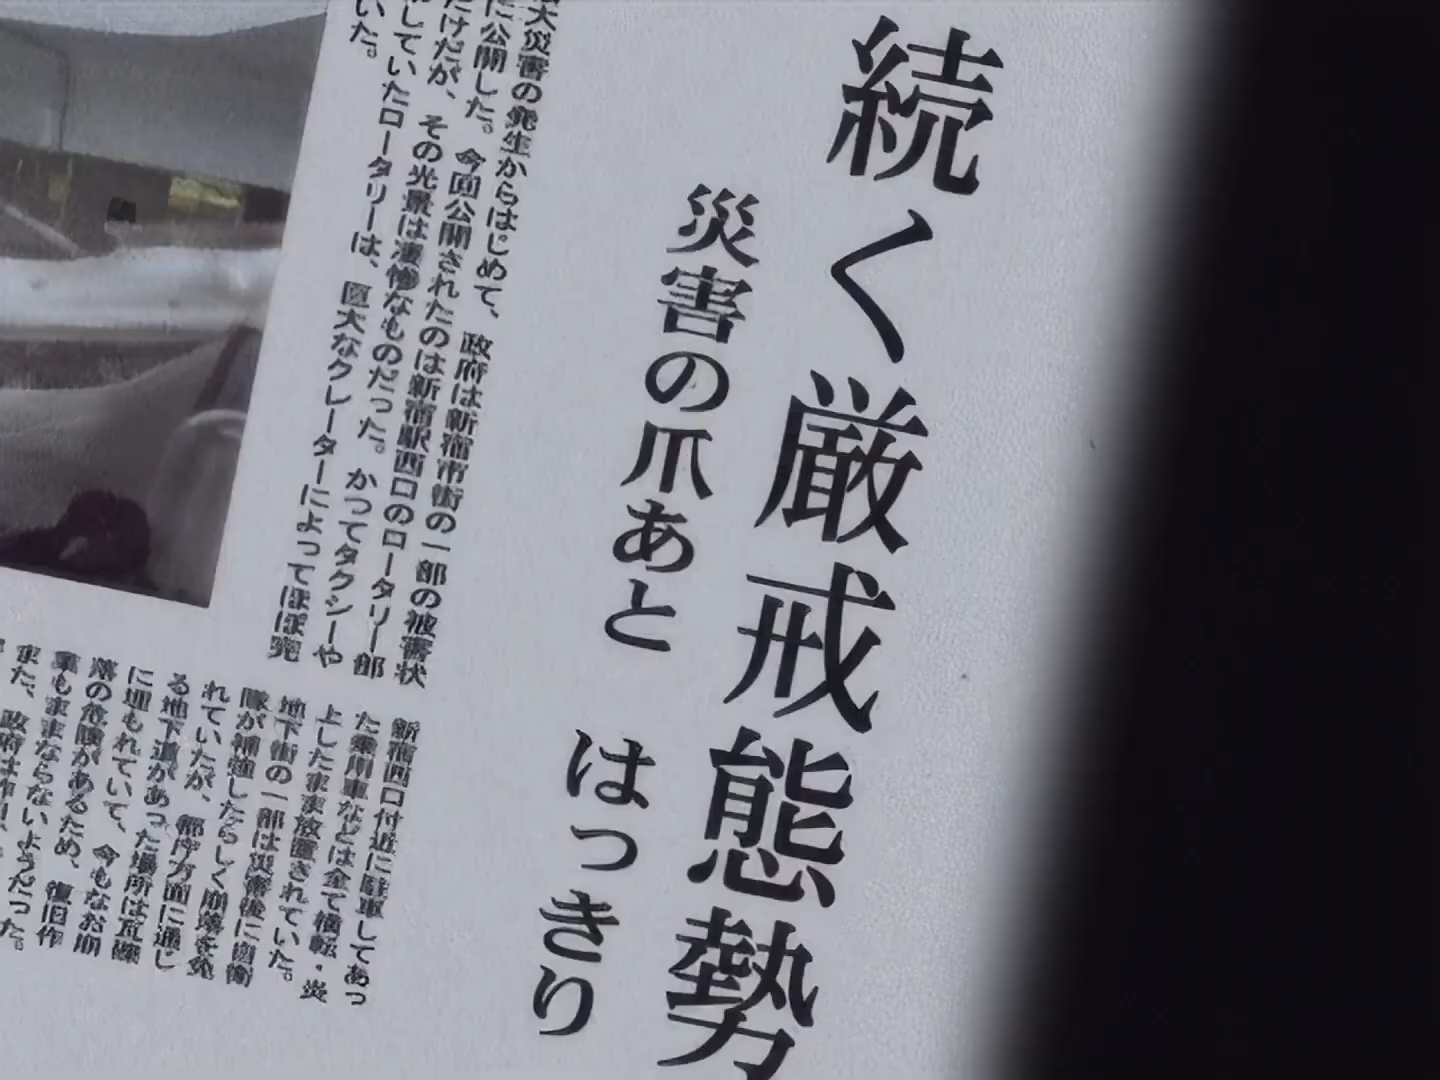 続く厳戒態勢
災害の爪あと はっきり
大災害の発生からはじめて、政府は新宿市街の一部の被害状
に公開した。今回公開されたのは新宿駅西口のロータリー部
だけだが、その光景は凄惨なものだった。かつてタクシーや
していたロータリーは、巨大なクレーターによってほぼ完
いた。
新宿西口付近に駐車してあっ
た乗用車などは全て横転・炎
上したまま放置されていた。
地下街の一部は災害後に自衛
隊が補強したらしく崩落を免
れていたが、都庁方面に通じ
る地下道があった場所は瓦礫
に埋もれていて、今もなお崩
落の危険があるため、復旧作
業もままならないようだった。
また、政府は